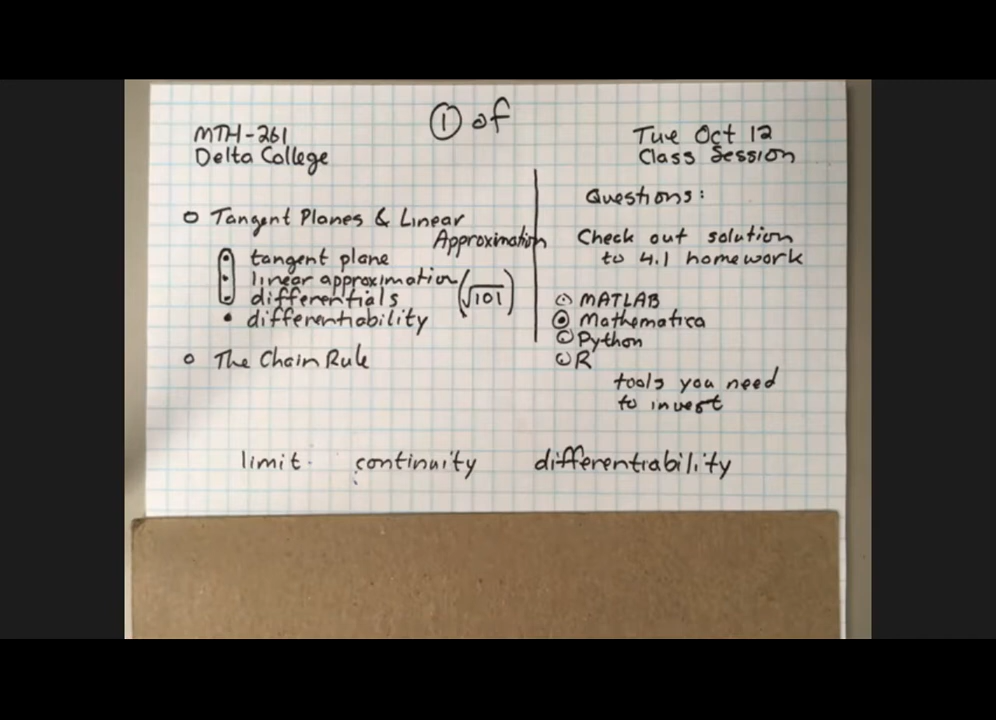 ① of
MTH-261
Delta College
Tue Oct 12
Class Session
Tangent Planes & Linear
Approximation
tangent plane
linear approximation
differentials
(√101)
differentiability
The Chain Rule
Questions:
Check out solution
to 4.1 homework
MATLAB
Mathematica
Python
R
tools you need
to invest
limit. continuity differentiability